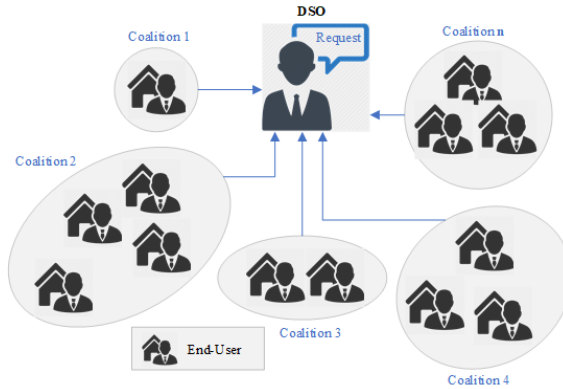 DSO
Coalition 1
Request
Coalition n
Coalition 2
Coalition 3
End-User
Coalition 4